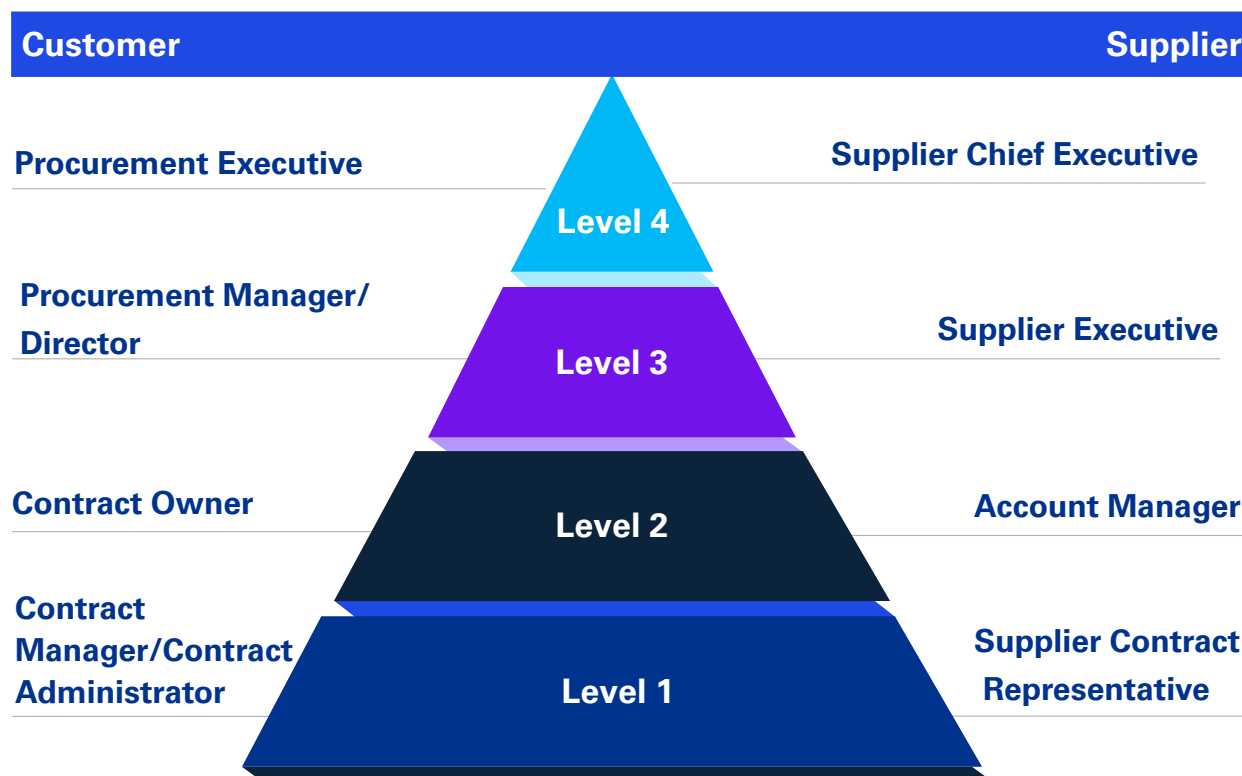 Customer
Supplier
Procurement Executive
Supplier Chief Executive
Level 4
Procurement Manager/
Director
Level 3
Supplier Executive
Contract Owner
Level 2
Account Manager
Contract
Manager/Contract
Administrator
Level 1
Supplier Contract
Representative